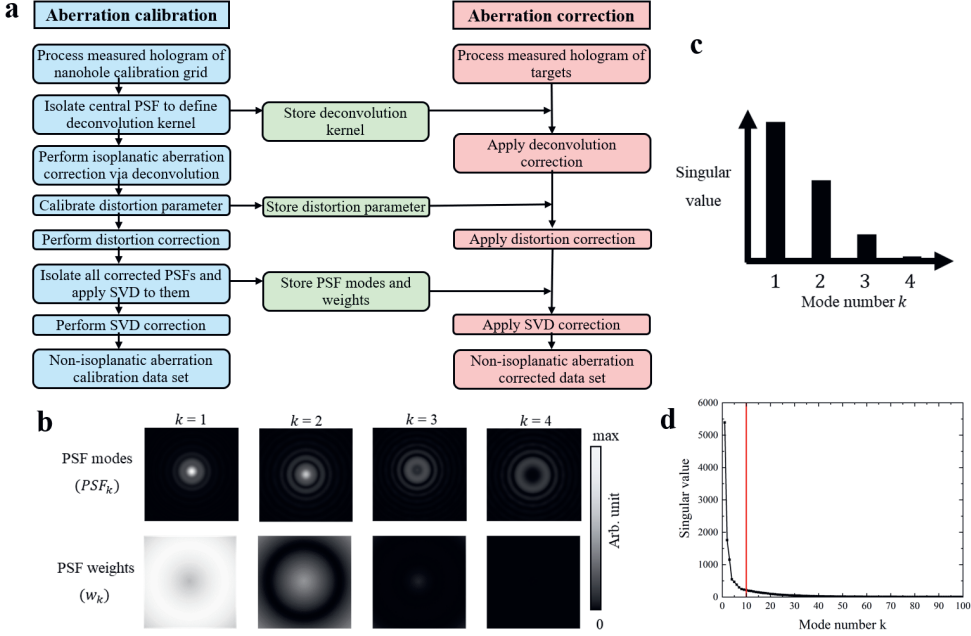 a
Aberration calibration
Process measured hologram of
nanohole calibration grid
Isolate central PSF to define
deconvolution kernel
Perform isoplanatic aberration
correction via deconvolution
Calibrate distortion parameter
Perform distortion correction
Isolate all corrected PSFs and
apply SVD to them
Perform SVD correction
Non-isoplanatic aberration
calibration data set
Store deconvolution
kernel
Store distortion parameter
Store PSF modes and
weights
Aberration correction
Process measured hologram of
targets
Apply deconvolution
correction
Apply distortion correction
Apply SVD correction
Non-isoplanatic aberration
corrected data set
b
k = 1
k = 2
k = 3
k = 4
PSF modes
(PSFₖ)
PSF weights
(wₖ)
max
Arb. unit
0
c
Singular
value
1 2 3 4
Mode number k
d
Singular value
6000
5000
4000
3000
2000
1000
0
0 10 20 30 40 50 60 70 80 90 100
Mode number k